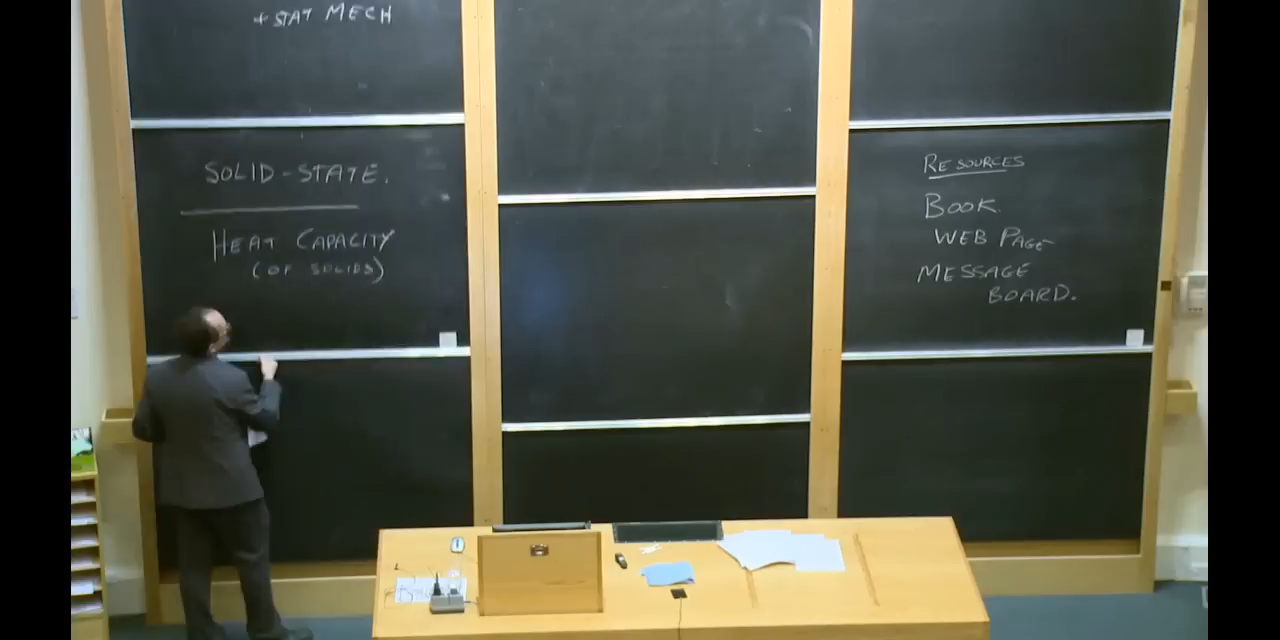 + STAT MECH
SOLID-STATE.
HEAT CAPACITY
(OF SOLIDS)
RESOURCES
BOOK.
WEB PAGE
MESSAGE
BOARD.